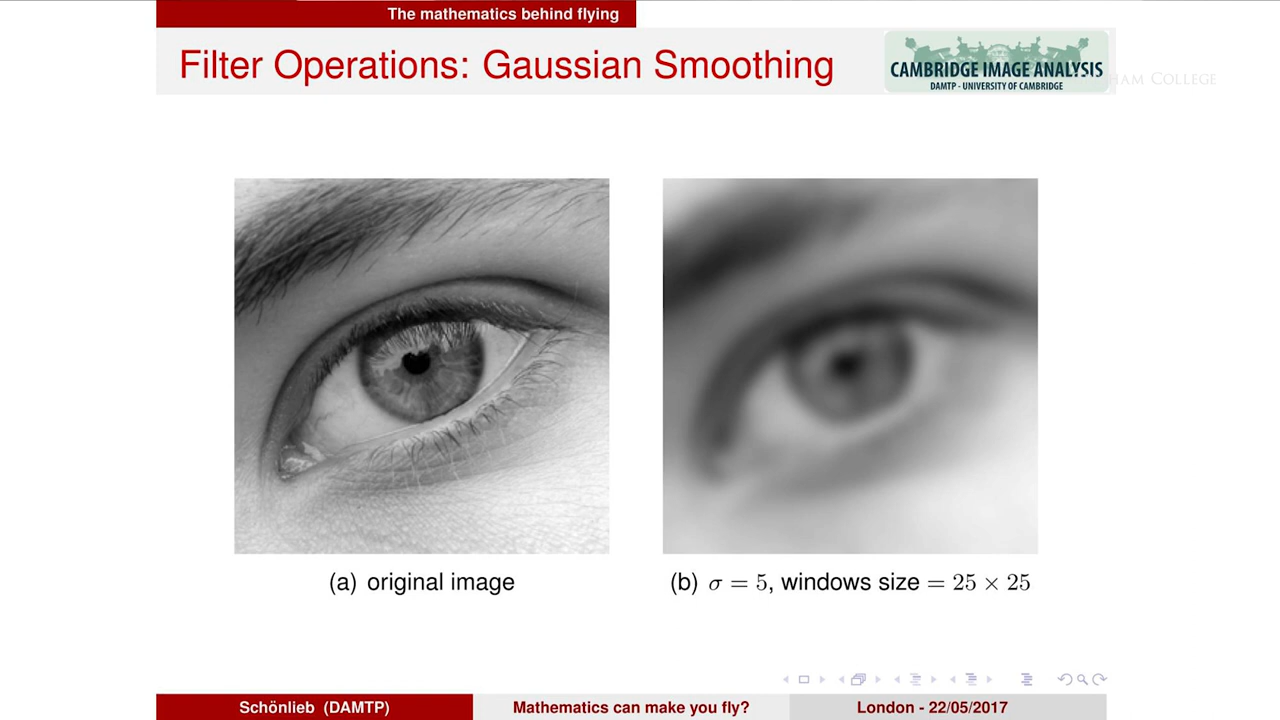 The mathematics behind flying
Filter Operations: Gaussian Smoothing
CAMBRIDGE IMAGE ANALYSIS
DAMTP - UNIVERSITY OF CAMBRIDGE
COLLEGE
(a) original image
(b) σ = 5, windows size = 25 × 25
Schönlieb (DAMTP)
Mathematics can make you fly?
London - 22/05/2017